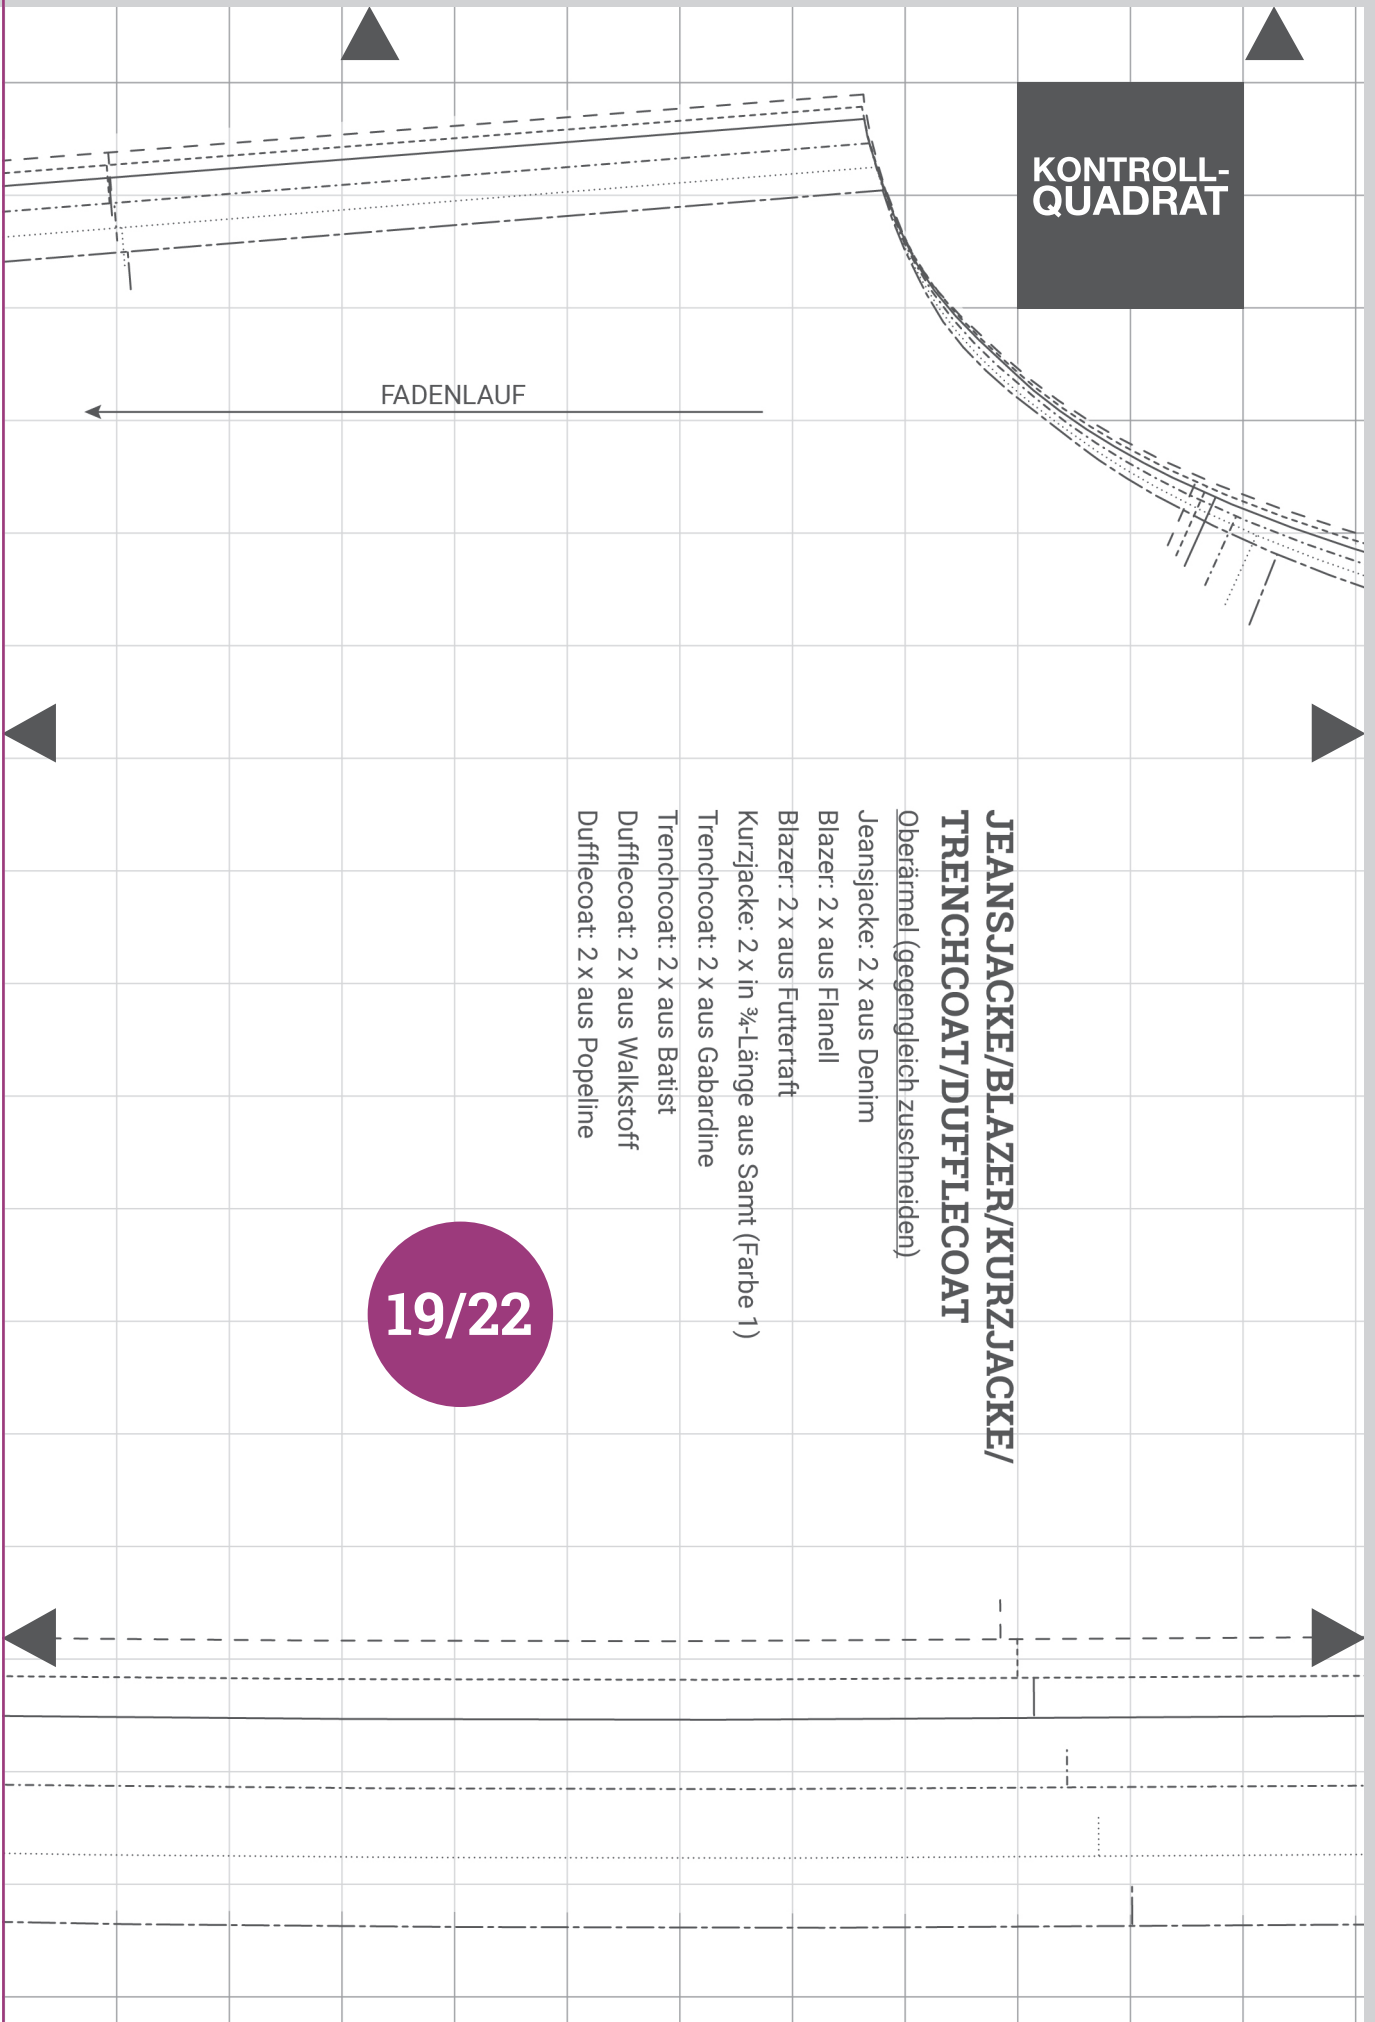 KONTROLL-
QUADRAT
FADENLAUF
JEANSJACKE/BLAZER/KURZJACKE/
TRENCHCOAT/DUFFLECOAT
Oberärmel (gegengleich zuschneiden)
Jeansjacke: 2 x aus Denim
Blazer: 2 x aus Flanell
Blazer: 2 x aus Futtertaft
Kurzjacke: 2 x in ¾-Länge aus Samt (Farbe 1)
Trenchcoat: 2 x aus Gabardine
Trenchcoat: 2 x aus Batist
Dufflecoat: 2 x aus Walkstoff
Dufflecoat: 2 x aus Popeline
19/22